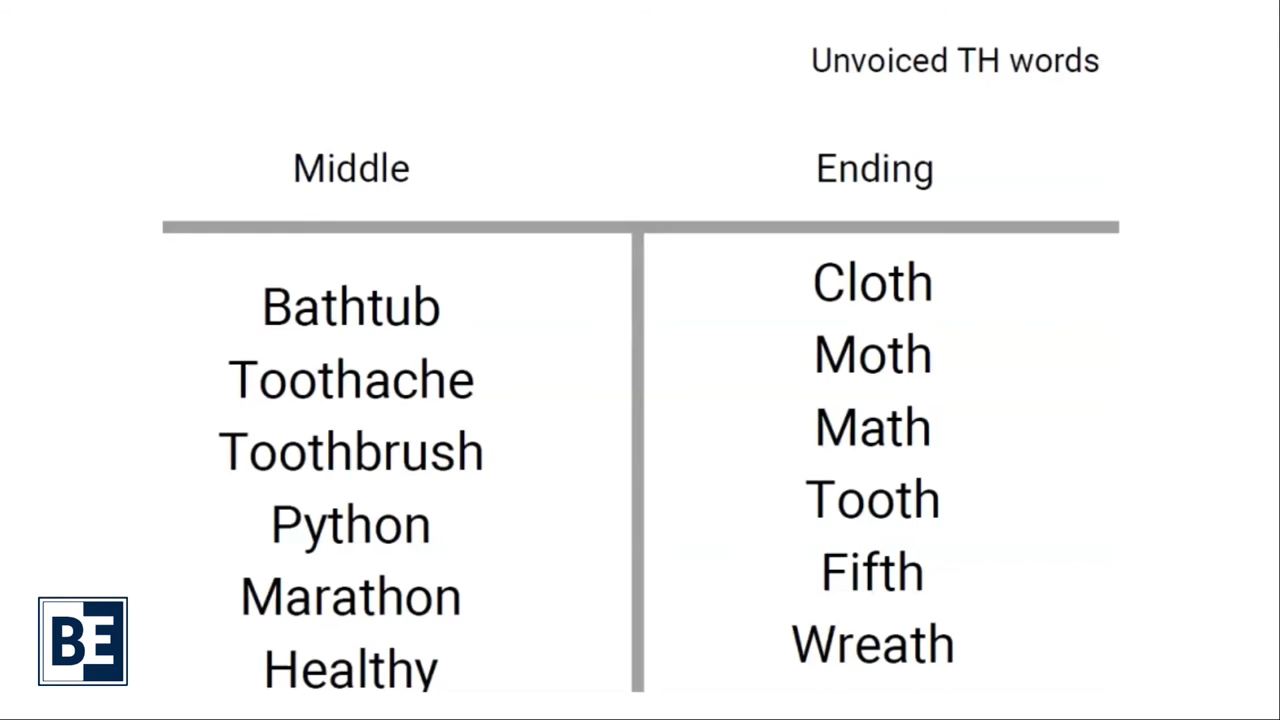 Unvoiced TH words
Middle
Ending
Bathtub
Toothache
Toothbrush
Python
Marathon
Healthy
Cloth
Moth
Math
Tooth
Fifth
Wreath
BE